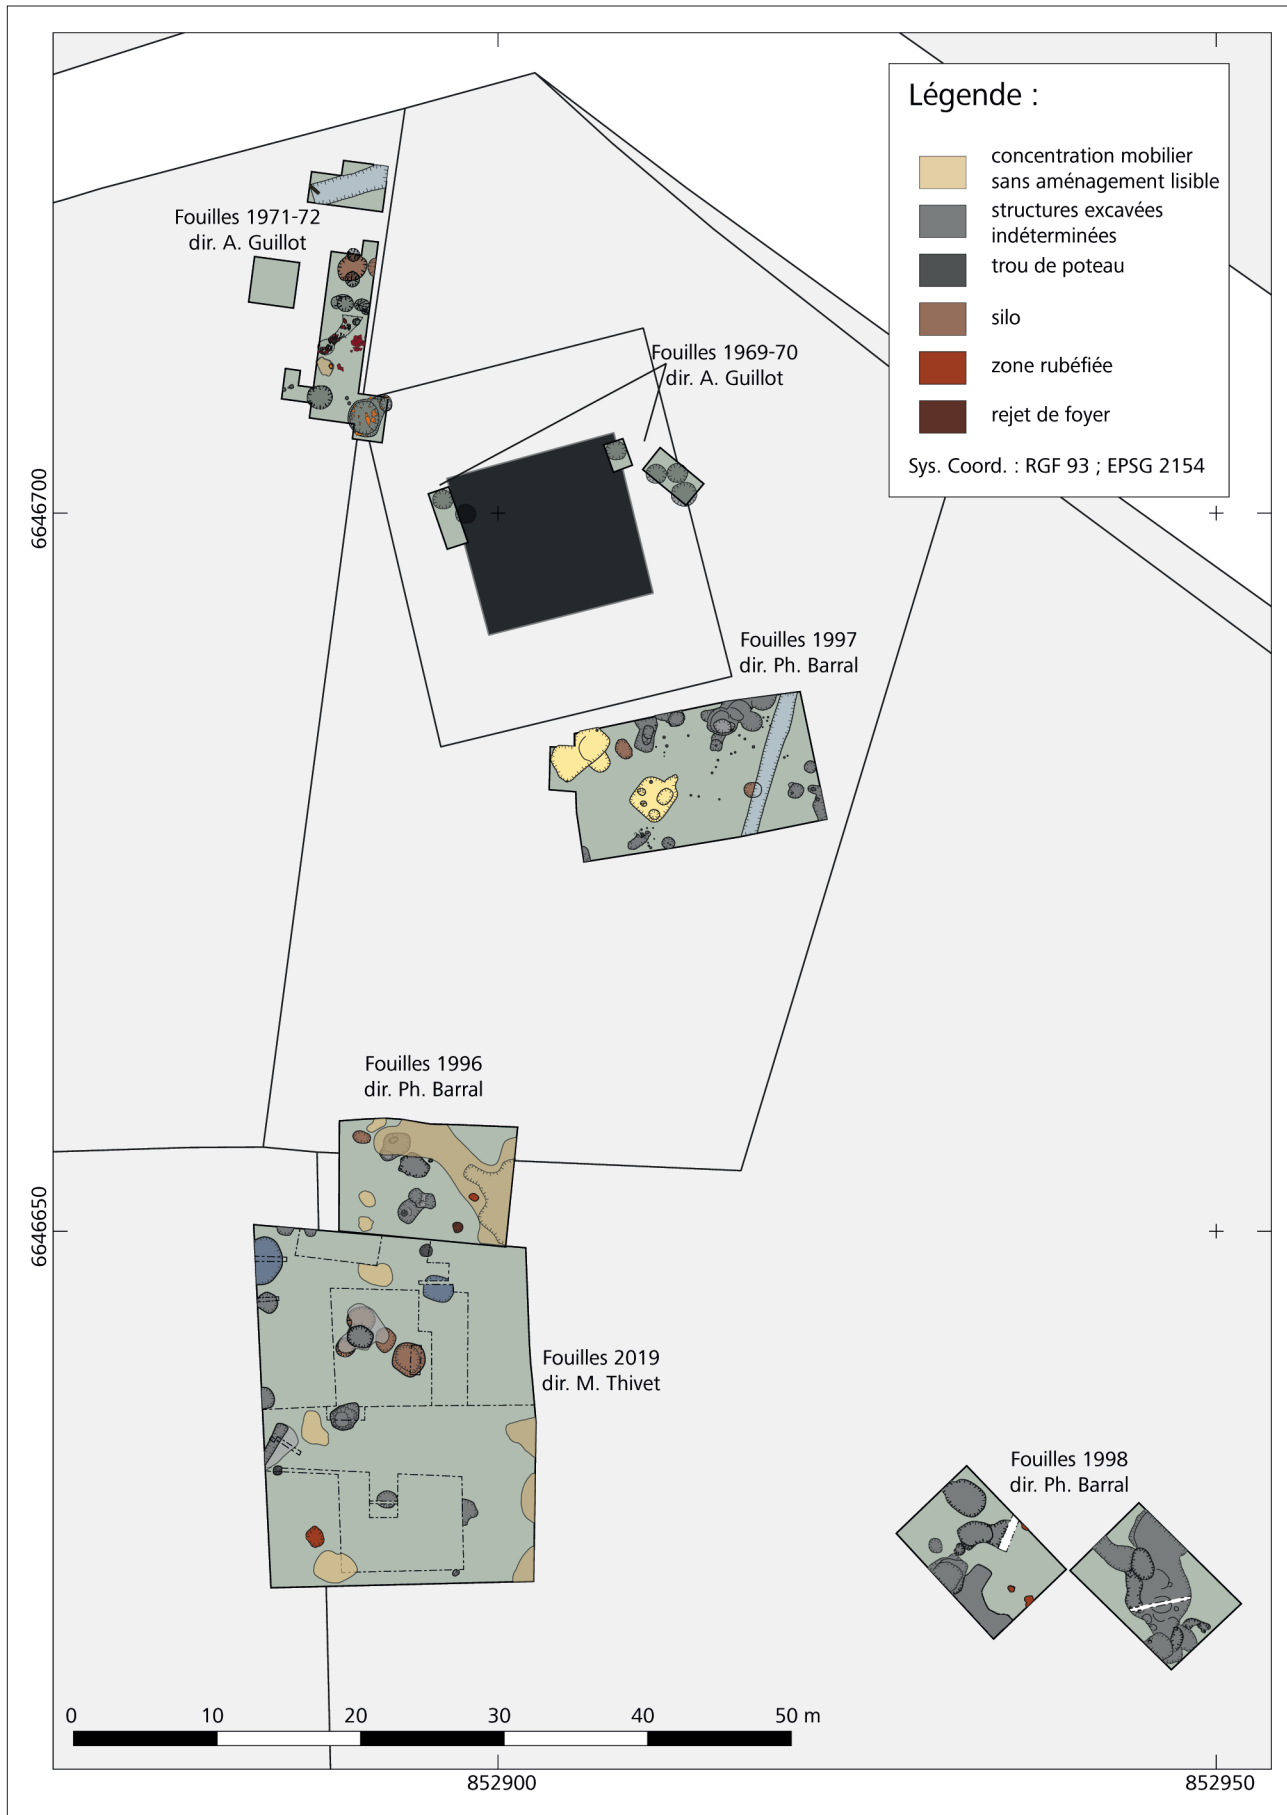 Légende :
concentration mobilier
sans aménagement lisible
structures excavées
indéterminées
trou de poteau
silo
zone rubéfiée
rejet de foyer
Sys. Coord. : RGF 93 ; EPSG 2154
Fouilles 1971-72
dir. A. Guillot
Fouilles 1969-70
dir. A. Guillot
6646700
Fouilles 1997
dir. Ph. Barral
Fouilles 1996
dir. Ph. Barral
6646650
Fouilles 2019
dir. M. Thivet
Fouilles 1998
dir. Ph. Barral
0 10 20 30 40 50 m
852900 852950